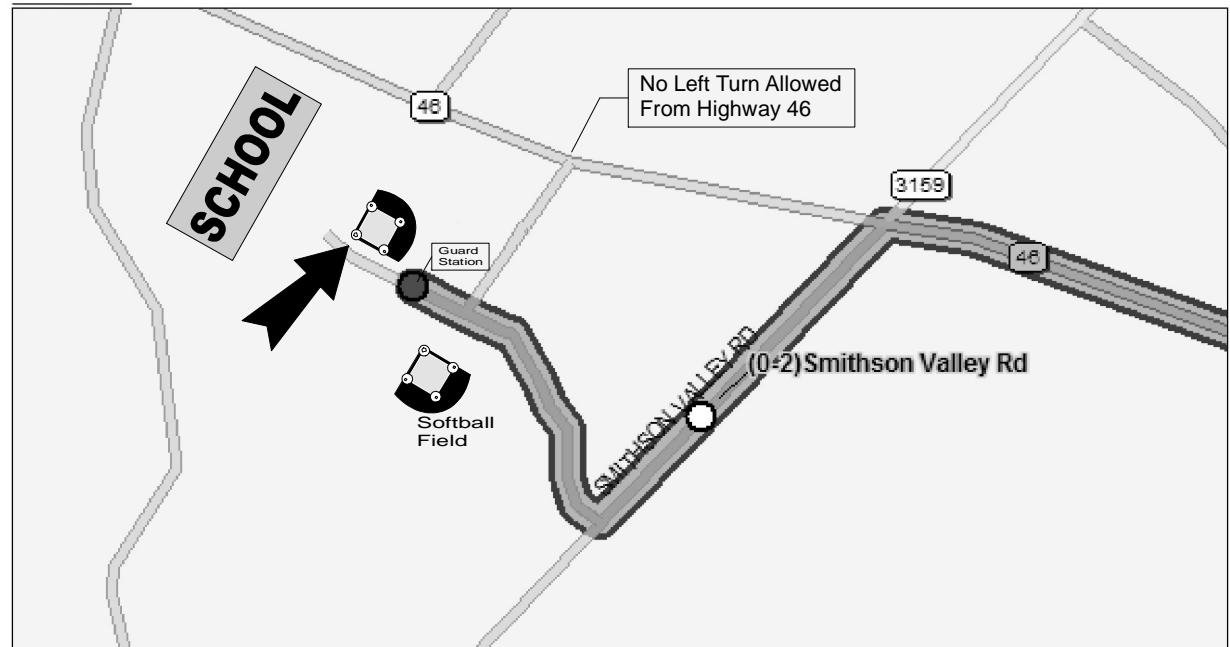 No Left Turn Allowed
From Highway 46
46
SCHOOL
3159
Guard
Station
46
SMITHSON VALLEY RD
(0-2)Smithson Valley Rd
Softball
Field